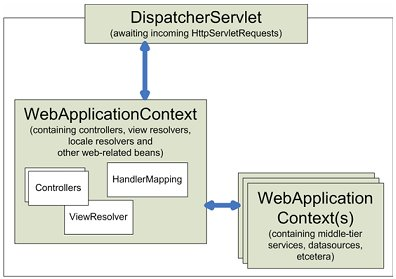 DispatcherServlet
(awaiting incoming HttpServletRequests)
WebApplicationContext
(containing controllers, view resolvers,
locale resolvers and
other web-related beans)
Controllers
HandlerMapping
ViewResolver
WebApplication
Context(s)
(containing middle-tier
services, datasources,
etcetera)